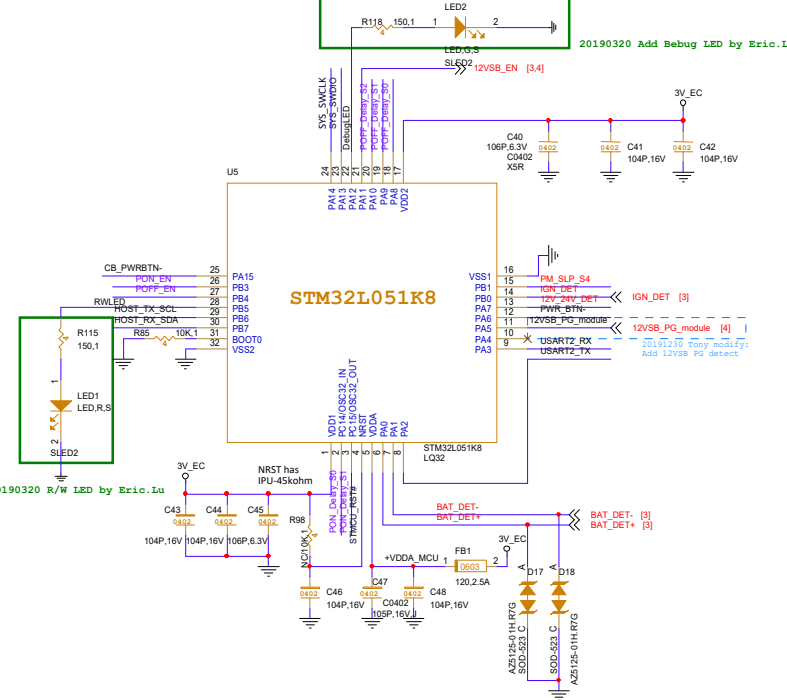 LED2
R118 150,1 1 2
4
20190320 Add Bebug LED by Eric.L
LED,G,S
SLED2
12VSB_EN [3,4]
SYS_SWCLK
SYS_SWDIO
DebugLED
POFF_Delay_S2
POFF_Delay_S1
POFF_Delay_S0
3V_EC
C40
106P,6.3V
C0402
X5R
0402
C41
104P,16V
0402
C42
104P,16V
0402
U5
24 23 22 21 20 19 18 17
PA14 PA13 PA12 PA11 PA10 PA9 PA8 VDD2
STM32L051K8
CB_PWRBTN- 25 PA15
PON_EN 26 PB3
POFF_EN 27 PB4
RWLED 28 PB5
HOST_TX_SCL 29 PB6
HOST_RX_SDA 30 PB7
R85 10K,1 31 BOOT0
4
32 VSS2
VSS1 16
PB1 15 PM_SLP_S4
PB0 14 IGN_DET
PA7 13 12V_24V_DET
PA6 12 PWR_BTN-
PA5 11 12VSB_PG_module
PA4 10
PA3 9 USART2_RX
USART2_TX
IGN_DET [3]
12VSB_PG_module [4]
20191230 Tony modify:
Add 12VSB PG detect
R115
150,1
4
1
LED1
LED,R,S
2
SLED2
0190320 R/W LED by Eric.Lu
VDD1 PC14/OSC32_IN PC15/OSC32_OUT NRST VDDA PA0 PA1 PA2
1 2 3 4 5 6 7 8
STM32L051K8
LQ32
PON_Delay_S0
PON_Delay_S1
STMCU_RST#
3V_EC
NRST has
IPU-45kohm
C43 C44 C45
0402 0402 0402
104P,16V 104P,16V 106P,6.3V
R98
4
NC/10K,1
C46
0402
104P,16V
C47
0402
C0402
105P,16V,J
C48
0402
104P,16V
+VDDA_MCU 1 FB1 2
0603
120,2.5A
3V_EC
BAT_DET-
BAT_DET+
BAT_DET- [3]
BAT_DET+ [3]
A D17
A D18
AZ5125-01H.R7G
SOD-523 C
SOD-523 C
AZ5125-01H.R7G